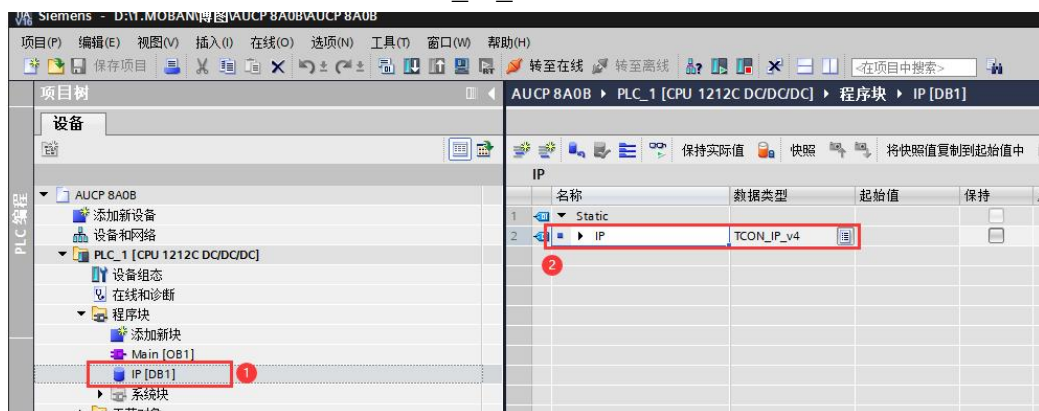 Siemens - D:\1.MOBAN\博图\AUCP 8A0B\AUCP 8A0B
项目(P) 编辑(E) 视图(V) 插入(I) 在线(O) 选项(N) 工具(T) 窗口(W) 帮助(H)
保存项目 转至在线 转至离线 <在项目中搜索>
项目树
AUCP 8A0B ▸ PLC_1 [CPU 1212C DC/DC/DC] ▸ 程序块 ▸ IP [DB1]
设备
保持实际值 快照 将快照值复制到起始值中
IP
名称 数据类型 起始值 保持
1 Static
2 IP TCON_IP_v4
2
PLC 编程
AUCP 8A0B
添加新设备
设备和网络
PLC_1 [CPU 1212C DC/DC/DC]
设备组态
在线和诊断
程序块
添加新块
Main [OB1]
IP [DB1] 1
系统块